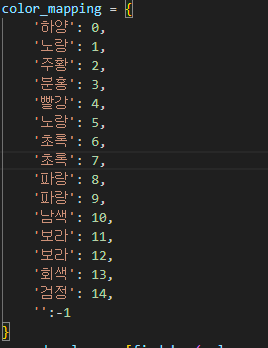 color_mapping = {
'하양': 0,
'노랑': 1,
'주황': 2,
'분홍': 3,
'빨강': 4,
'노랑': 5,
'초록': 6,
'초록': 7,
'파랑': 8,
'파랑': 9,
'남색': 10,
'보라': 11,
'보라': 12,
'회색': 13,
'검정': 14,
'':-1
}